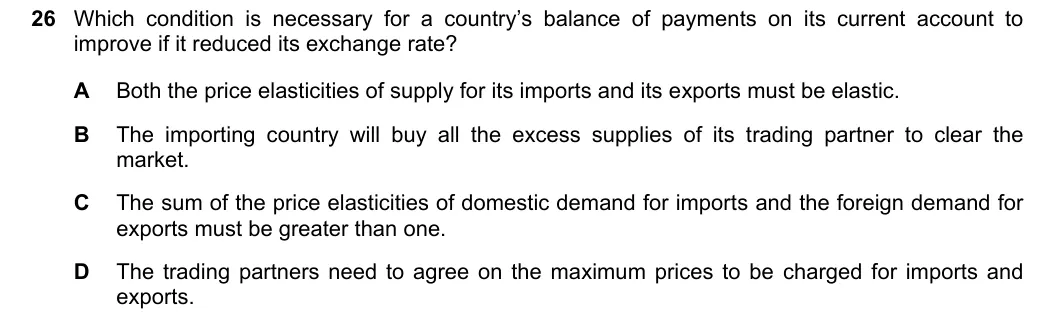 26 Which condition is necessary for a country’s balance of payments on its current account to
improve if it reduced its exchange rate?
A Both the price elasticities of supply for its imports and its exports must be elastic.
B The importing country will buy all the excess supplies of its trading partner to clear the
market.
C The sum of the price elasticities of domestic demand for imports and the foreign demand for
exports must be greater than one.
D The trading partners need to agree on the maximum prices to be charged for imports and
exports.